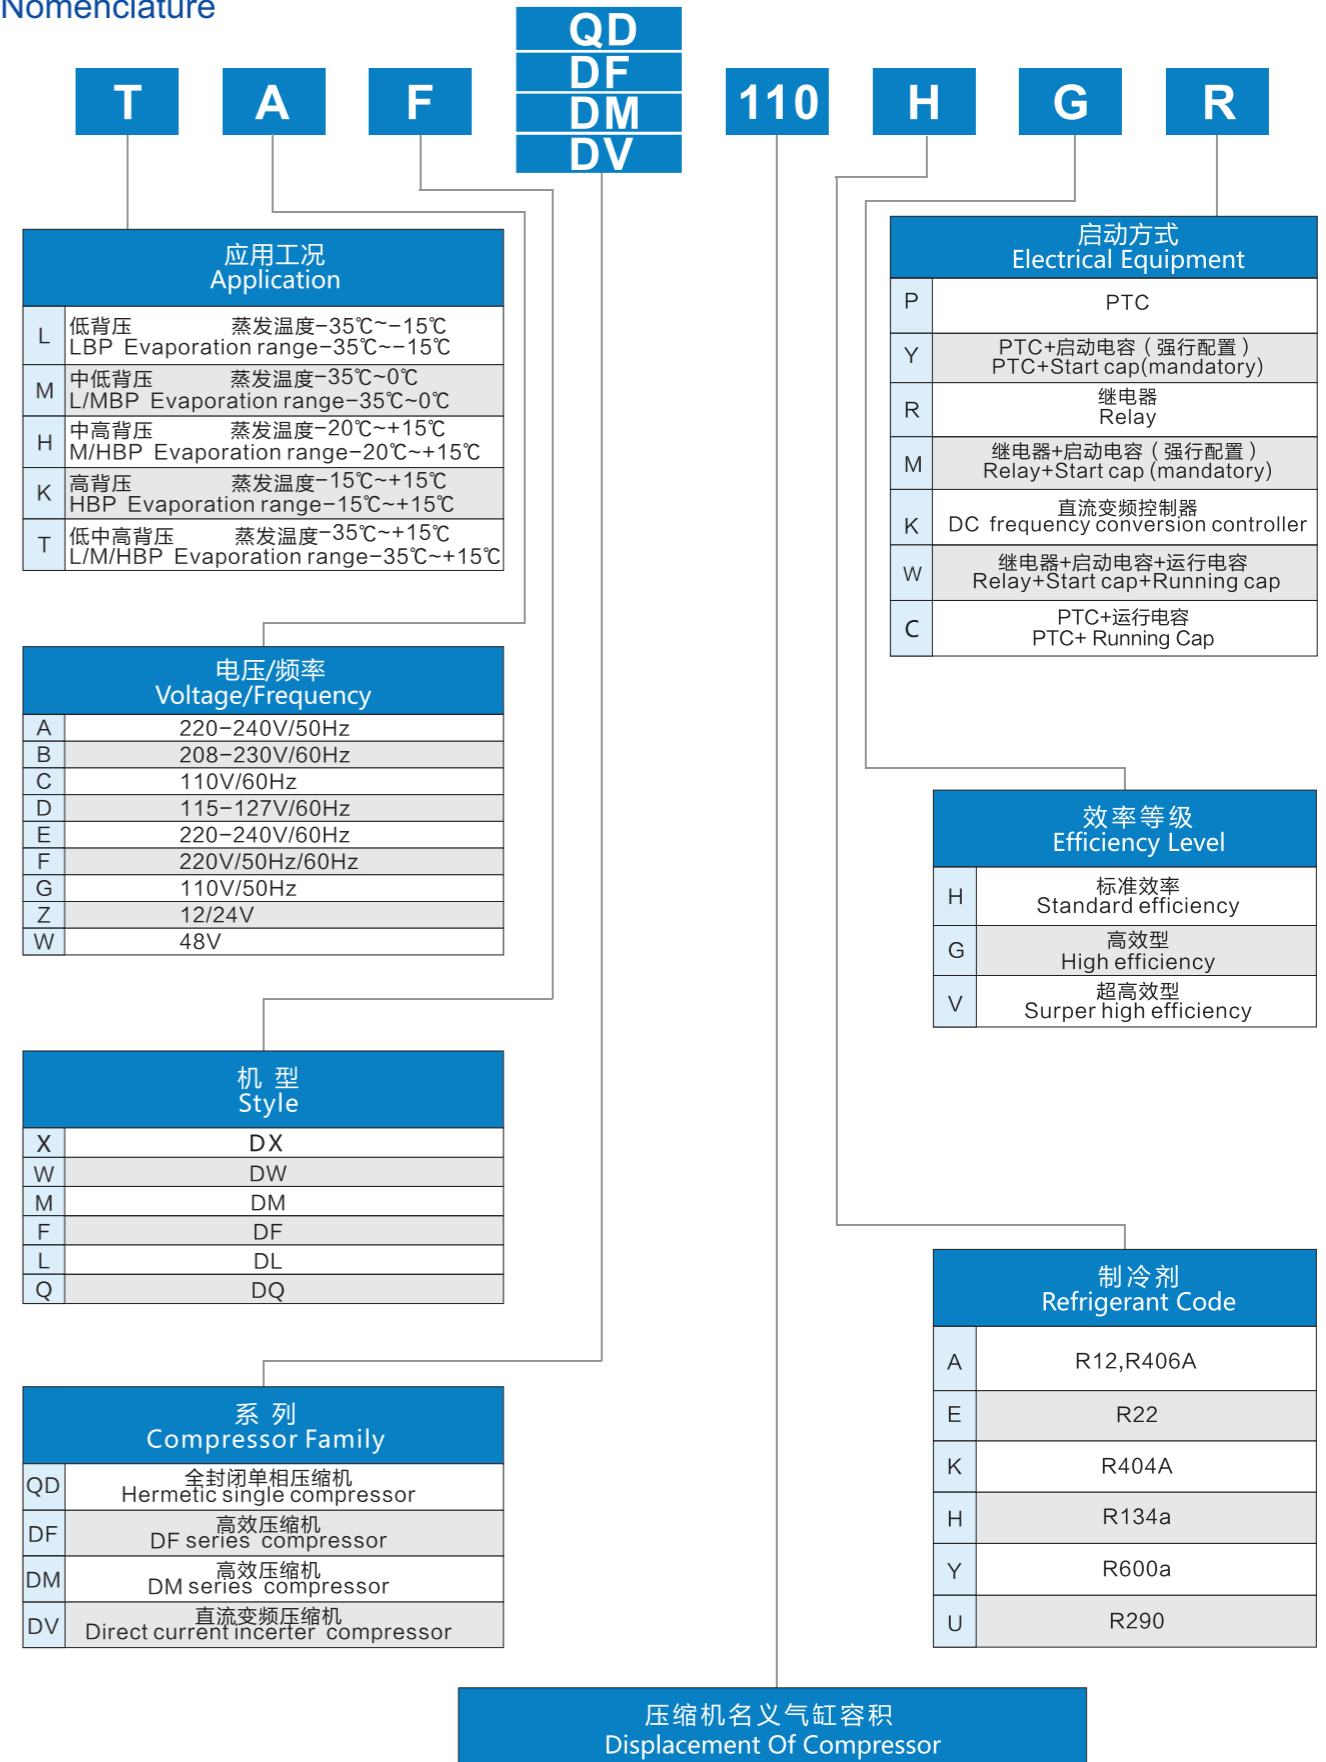 Nomenclature
T A F QD 110 H G R
DF
DM
DV
应用工况
Application
L 低背压 蒸发温度-35℃~-15℃
LBP Evaporation range-35℃~-15℃
M 中低背压 蒸发温度-35℃~0℃
L/MBP Evaporation range-35℃~0℃
H 中高背压 蒸发温度-20℃~+15℃
M/HBP Evaporation range-20℃~+15℃
K 高背压 蒸发温度-15℃~+15℃
HBP Evaporation range-15℃~+15℃
T 低中高背压 蒸发温度-35℃~+15℃
L/M/HBP Evaporation range-35℃~+15℃
电压/频率
Voltage/Frequency
A 220-240V/50Hz
B 208-230V/60Hz
C 110V/60Hz
D 115-127V/60Hz
E 220-240V/60Hz
F 220V/50Hz/60Hz
G 110V/50Hz
Z 12/24V
W 48V
机 型
Style
X DX
W DW
M DM
F DF
L DL
Q DQ
系 列
Compressor Family
QD 全封闭单相压缩机
Hermetic single compressor
DF 高效压缩机
DF series compressor
DM 高效压缩机
DM series compressor
DV 直流变频压缩机
Direct current incerter compressor
启动方式
Electrical Equipment
P PTC
Y PTC+启动电容（强行配置）
PTC+Start cap(mandatory)
R 继电器
Relay
M 继电器+启动电容（强行配置）
Relay+Start cap (mandatory)
K 直流变频控制器
DC frequency conversion controller
W 继电器+启动电容+运行电容
Relay+Start cap+Running cap
C PTC+运行电容
PTC+ Running Cap
效率等级
Efficiency Level
H 标准效率
Standard efficiency
G 高效型
High efficiency
V 超高效型
Surper high efficiency
制冷剂
Refrigerant Code
A R12,R406A
E R22
K R404A
H R134a
Y R600a
U R290
压缩机名义气缸容积
Displacement Of Compressor